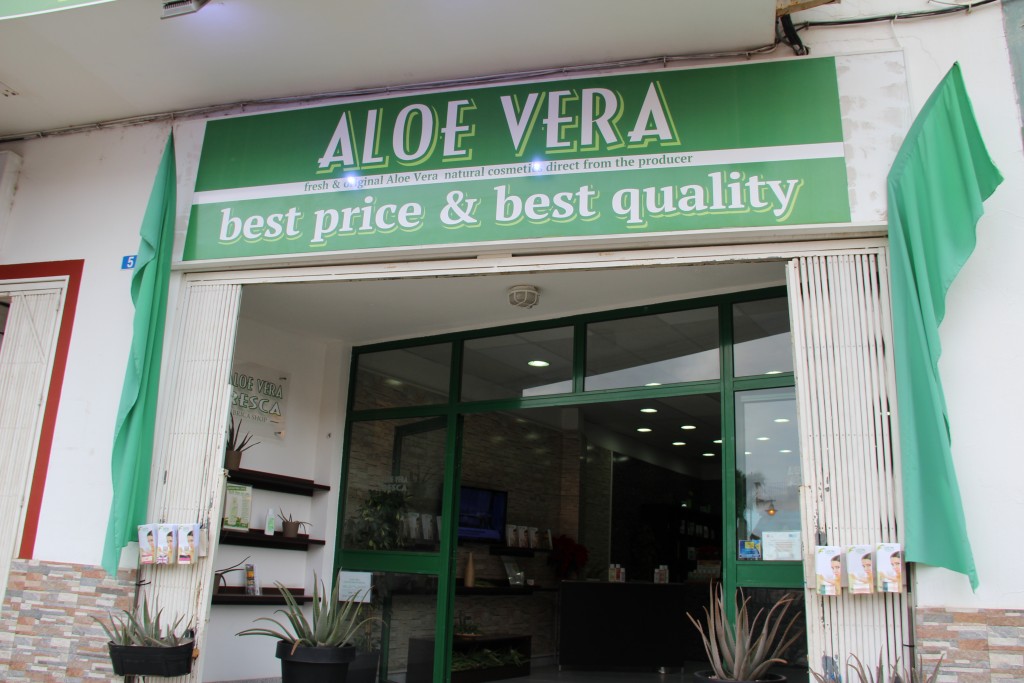 ALOE VERA
fresh & original Aloe Vera natural cosmetics direct from the producer
best price & best quality
5
ALOE VERA
FRESCA